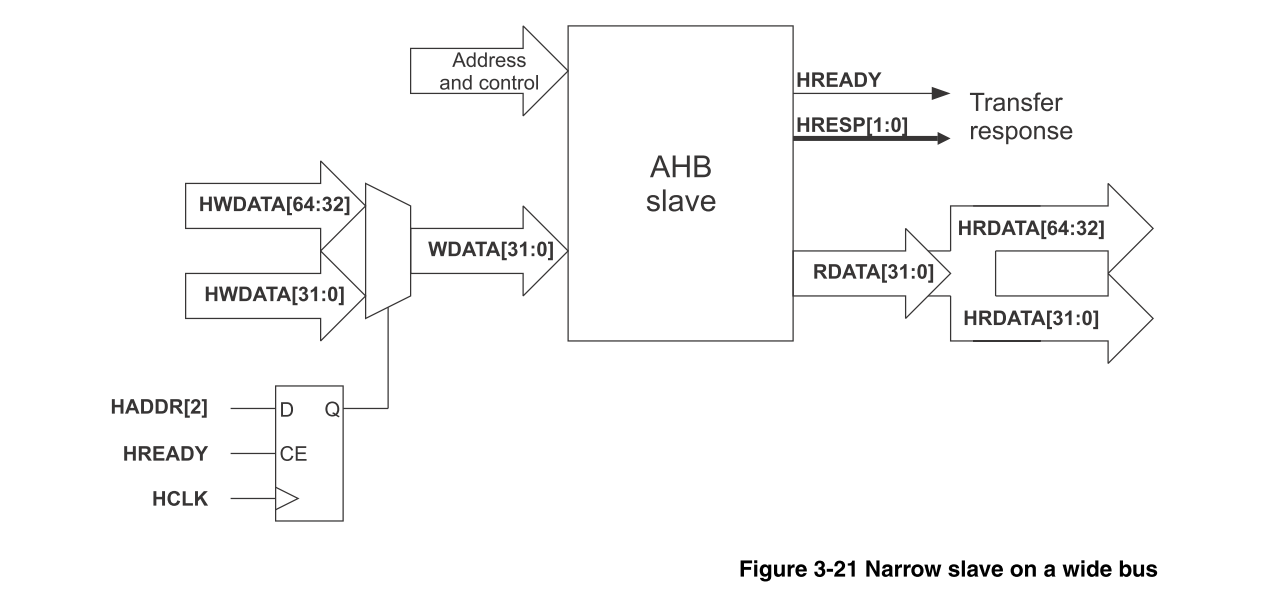 Address
and control
HREADY
HRESP[1:0]
Transfer
response
AHB
slave
HWDATA[64:32]
WDATA[31:0]
HWDATA[31:0]
HRDATA[64:32]
RDATA[31:0]
HRDATA[31:0]
HADDR[2]
D Q
HREADY
CE
HCLK
Figure 3-21 Narrow slave on a wide bus